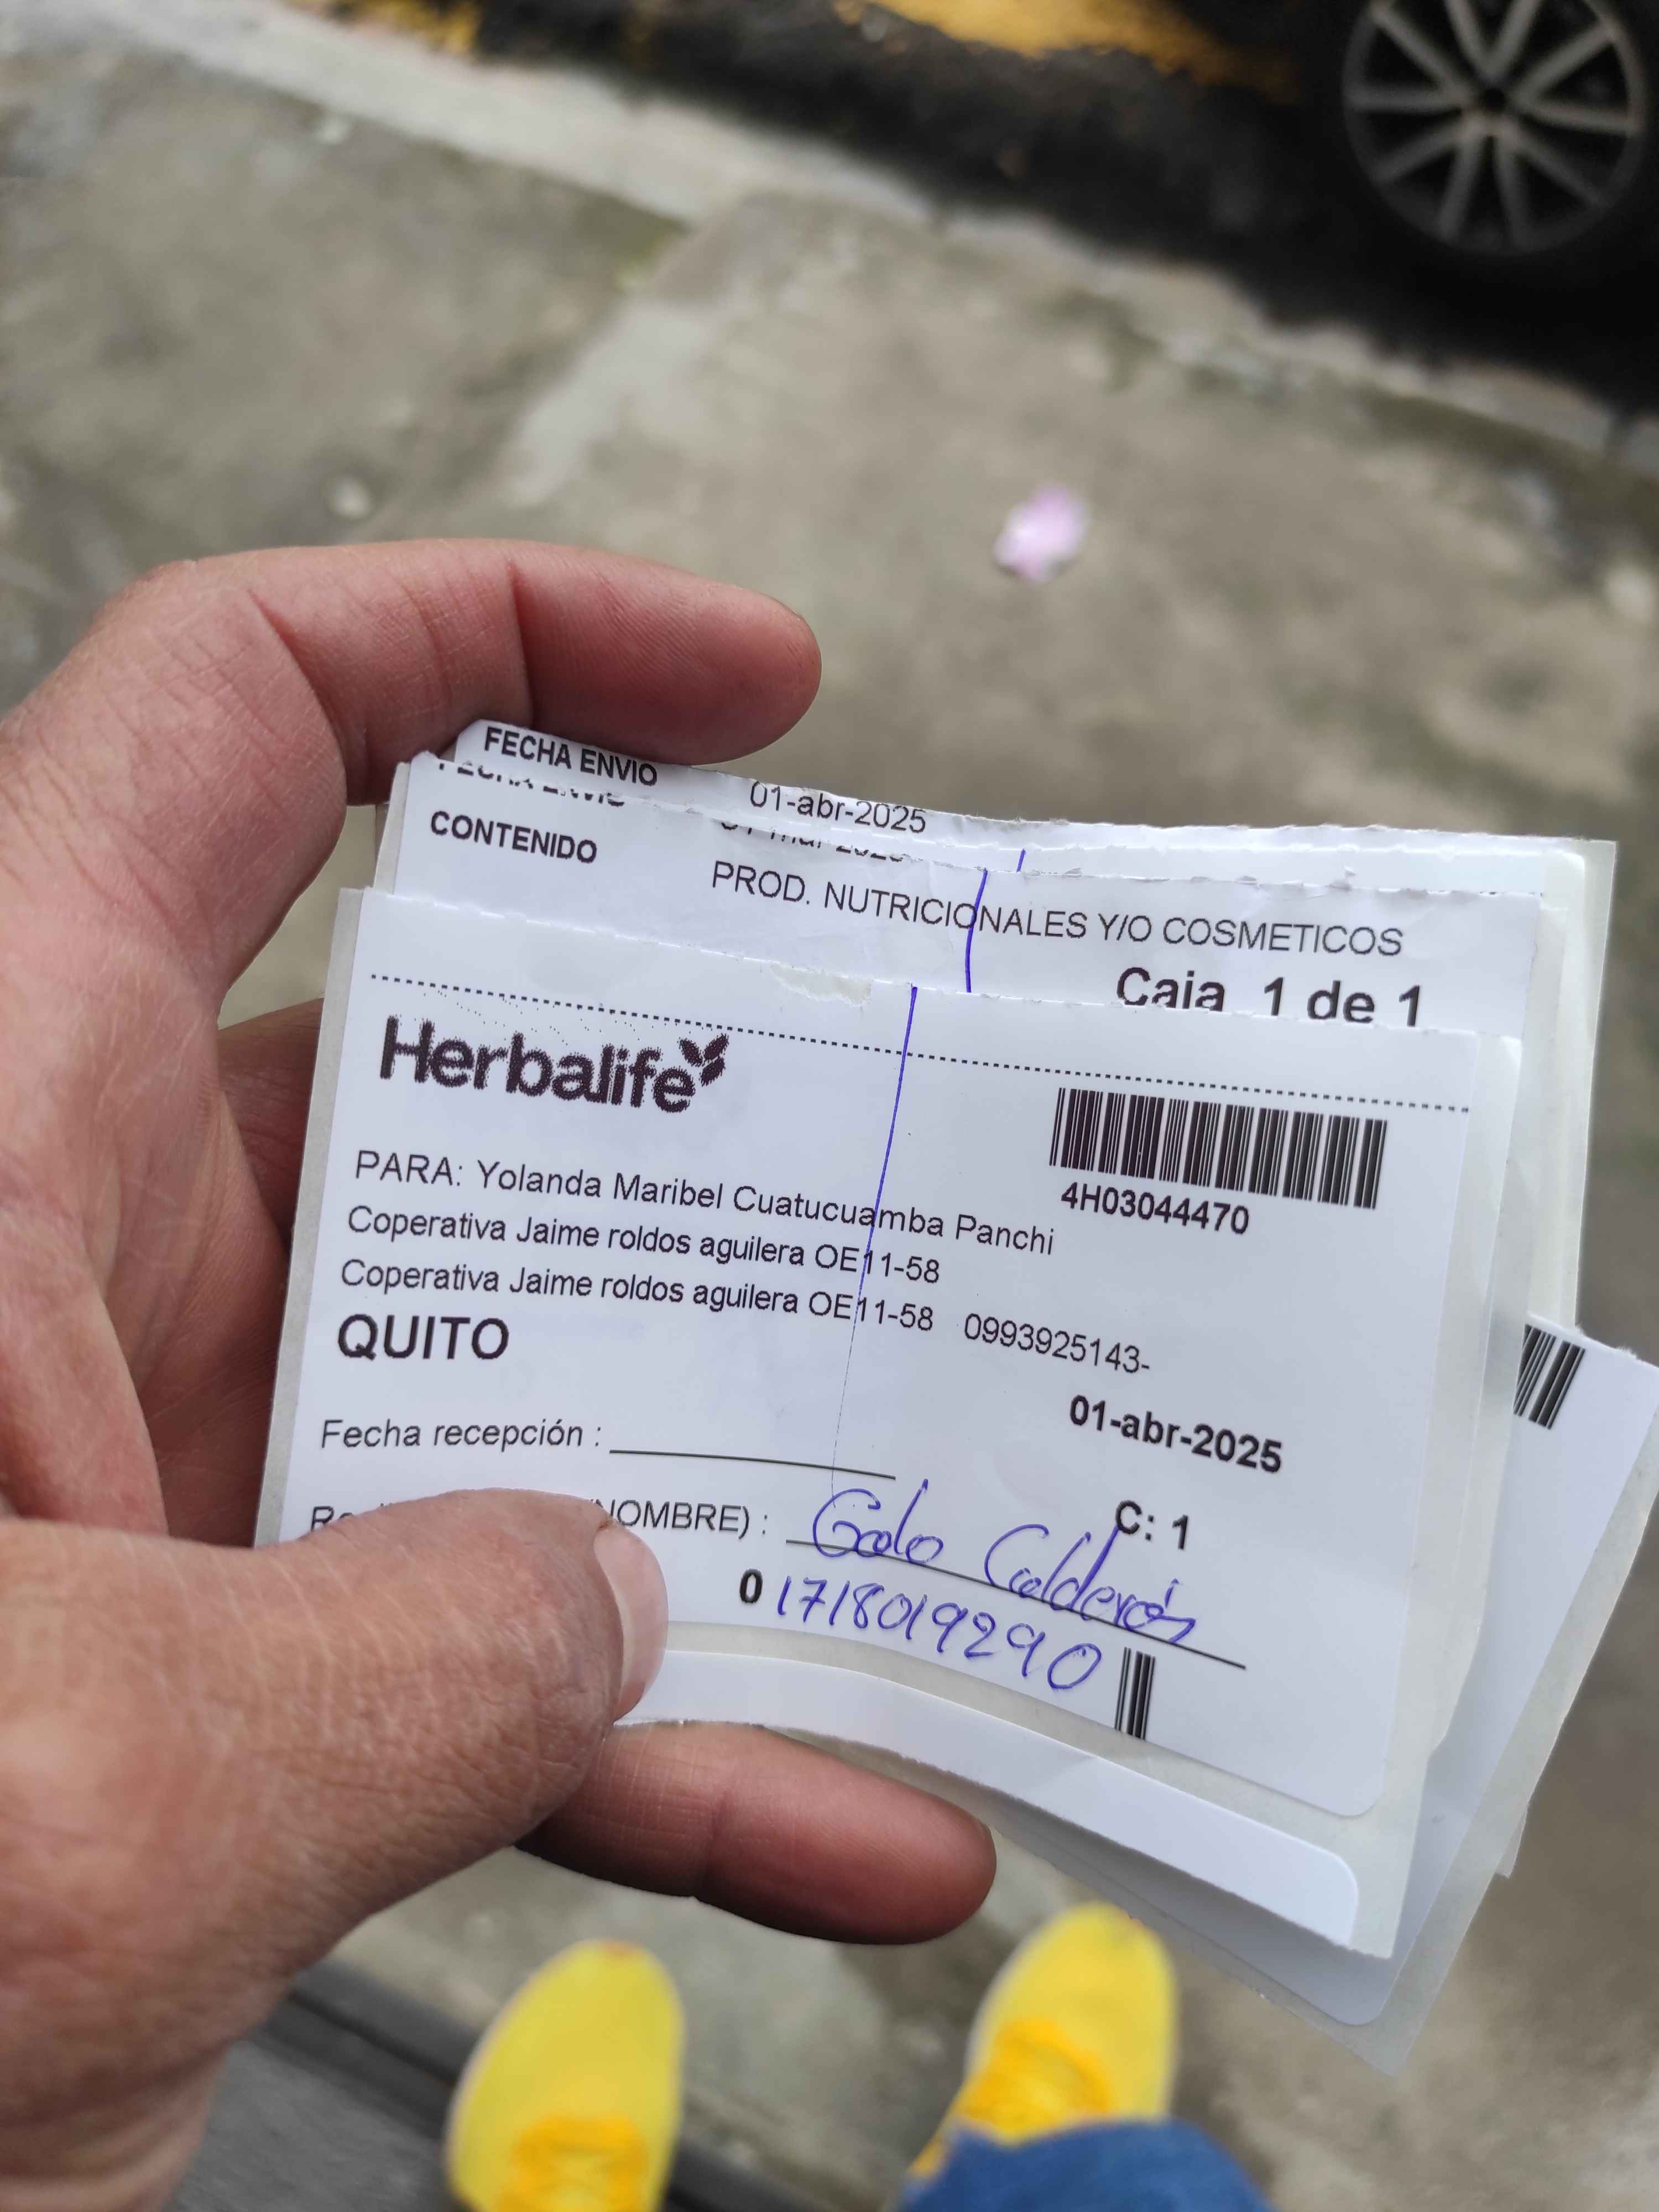 FECHA ENVIO 01-abr-2025
FECHA ENVIO
CONTENIDO PROD. NUTRICIONALES Y/O COSMETICOS
Caja 1 de 1
Herbalife
4H03044470
PARA: Yolanda Maribel Cuatucuamba Panchi
Coperativa Jaime roldos aguilera OE11-58
Coperativa Jaime roldos aguilera OE11-58 0993925143-
QUITO
01-abr-2025
Fecha recepción :
C: 1
NOMBRE) : Galo Calderón
0 1718019290